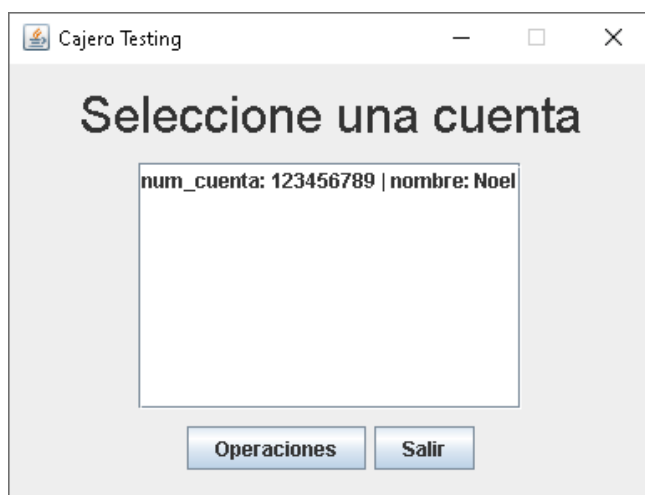 Cajero Testing
Seleccione una cuenta
num_cuenta: 123456789 | nombre: Noel
Operaciones
Salir